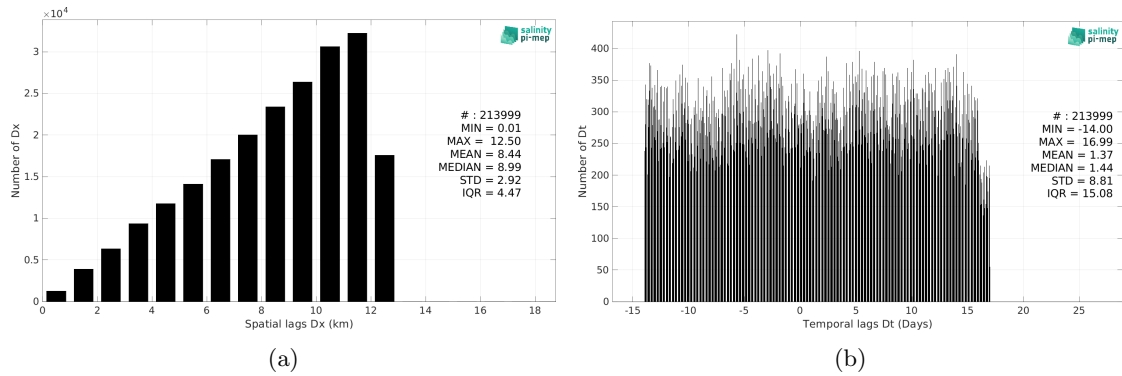 ×10⁴
3
2.5
2
1.5
1
0.5
0
Number of Dx
0 2 4 6 8 10 12 14 16 18
Spatial lags Dx (km)
salinity
pi-mep
# : 213999
MIN = 0.01
MAX = 12.50
MEAN = 8.44
MEDIAN = 8.99
STD = 2.92
IQR = 4.47
(a)
400
350
300
250
200
150
100
50
0
Number of Dt
-15 -10 -5 0 5 10 15 20 25
Temporal lags Dt (Days)
salinity
pi-mep
# : 213999
MIN = -14.00
MAX = 16.99
MEAN = 1.37
MEDIAN = 1.44
STD = 8.81
IQR = 15.08
(b)